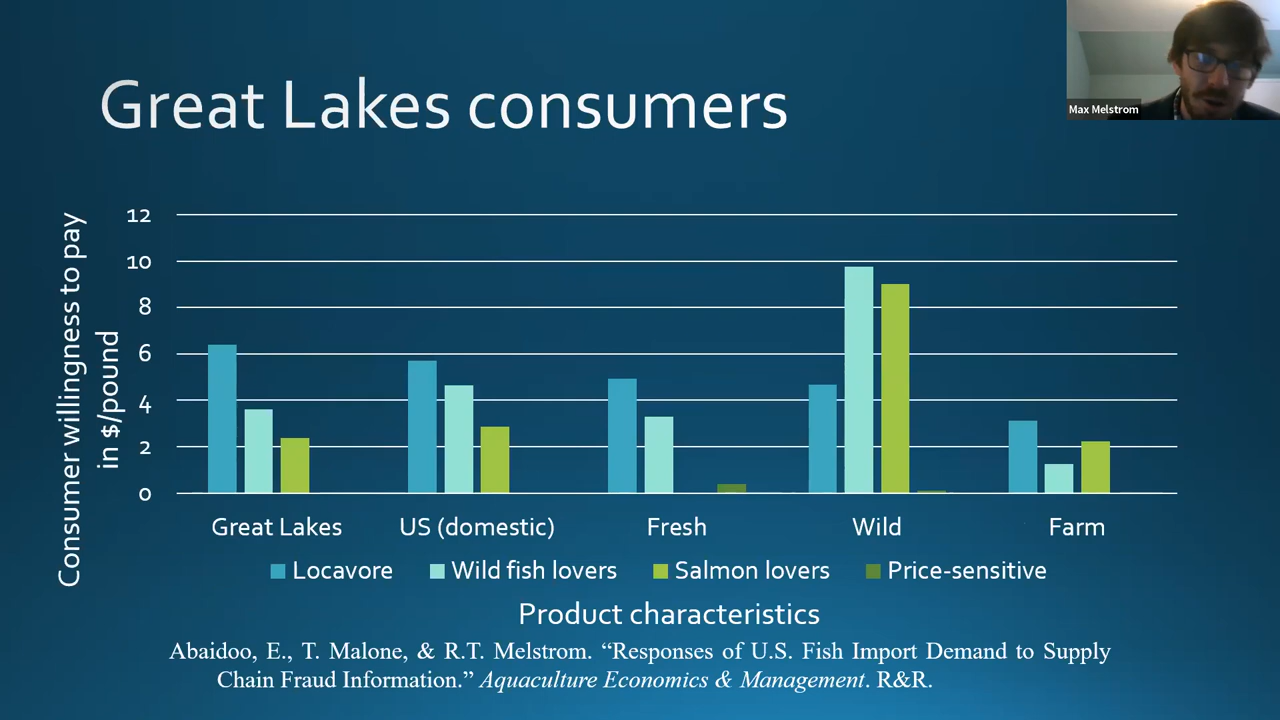 Great Lakes consumers
Max Melstrom
Consumer willingness to pay
in $/pound
12
10
8
6
4
2
0
Great Lakes
US (domestic)
Fresh
Wild
Farm
Locavore
Wild fish lovers
Salmon lovers
Price-sensitive
Product characteristics
Abaidoo, E., T. Malone, & R.T. Melstrom. “Responses of U.S. Fish Import Demand to Supply
Chain Fraud Information.” Aquaculture Economics & Management. R&R.